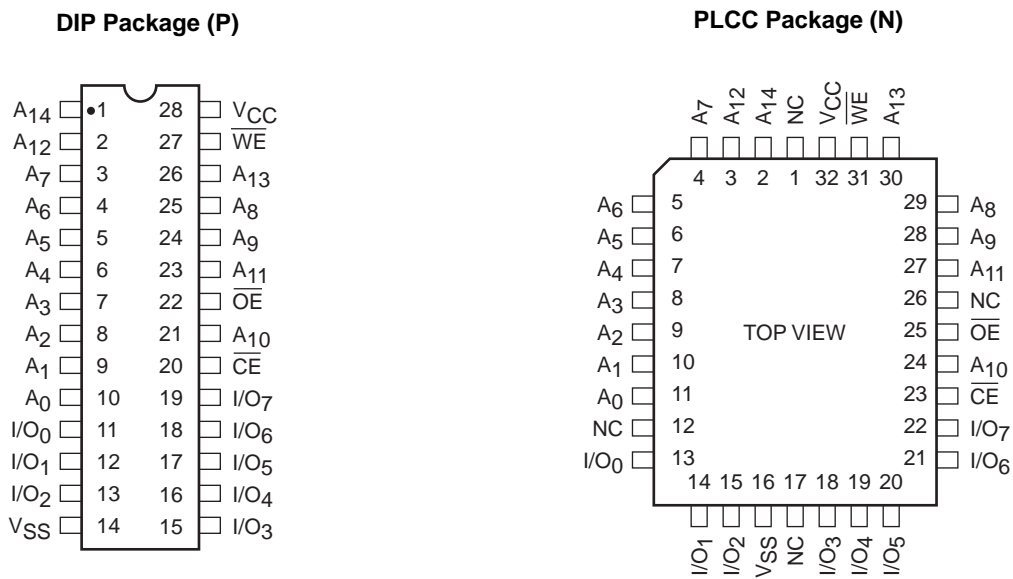 DIP Package (P)
A14 1 28 VCC
A12 2 27 WE
A7 3 26 A13
A6 4 25 A8
A5 5 24 A9
A4 6 23 A11
A3 7 22 OE
A2 8 21 A10
A1 9 20 CE
A0 10 19 I/O7
I/O0 11 18 I/O6
I/O1 12 17 I/O5
I/O2 13 16 I/O4
VSS 14 15 I/O3
PLCC Package (N)
A7 A12 A14 NC VCC WE A13
4 3 2 1 32 31 30
A6 5 29 A8
A5 6 28 A9
A4 7 27 A11
A3 8 26 NC
A2 9 TOP VIEW 25 OE
A1 10 24 A10
A0 11 23 CE
NC 12 22 I/O7
I/O0 13 21 I/O6
14 15 16 17 18 19 20
I/O1 I/O2 VSS NC I/O3 I/O4 I/O5